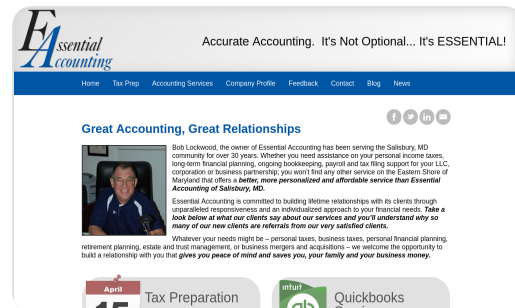 Essential
Accounting
Accurate Accounting. It's Not Optional... It's ESSENTIAL!
Home Tax Prep Accounting Services Company Profile Feedback Contact Blog News
Great Accounting, Great Relationships
Bob Lockwood, the owner of Essential Accounting has been serving the Salisbury, MD
community for over 30 years. Whether you need assistance on your personal income taxes,
long-term financial planning, ongoing bookkeeping, payroll and tax filing support for your LLC,
corporation or business partnership; you won't find any other service on the Eastern Shore of
Maryland that offers a better, more personalized and affordable service than Essential
Accounting of Salisbury, MD.
Essential Accounting is committed to building lifetime relationships with its clients through
unparalleled responsiveness and an individualized approach to your financial needs. Take a
look below at what our clients say about our services and you'll understand why so
many of our new clients are referrals from our very satisfied clients.
Whatever your needs might be – personal taxes, business taxes, personal financial planning,
retirement planning, estate and trust management, or business mergers and acquisitions – we welcome the opportunity to
build a relationship with you that gives you peace of mind and saves you, your family and your business money.
April
15
Tax Preparation
intuit
qb
Quickbooks